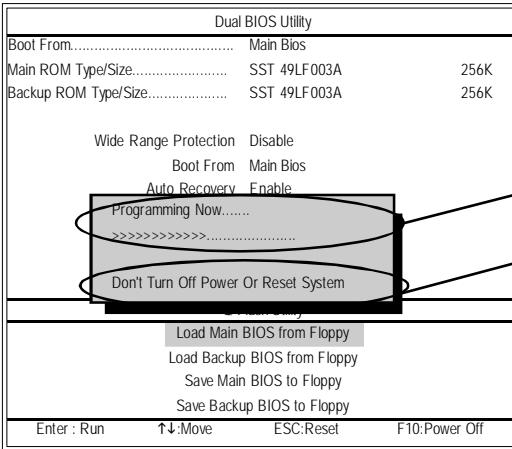 Dual BIOS Utility
Boot From...................................... Main Bios
Main ROM Type/Size....................... SST 49LF003A 256K
Backup ROM Type/Size................... SST 49LF003A 256K
Wide Range Protection Disable
Boot From Main Bios
Auto Recovery Enable
Programming Now.......
>>>>>>>>>>>>......................
Don't Turn Off Power Or Reset System
Load Main BIOS from Floppy
Load Backup BIOS from Floppy
Save Main BIOS to Floppy
Save Backup BIOS to Floppy
Enter : Run ↑↓:Move ESC:Reset F10:Power Off